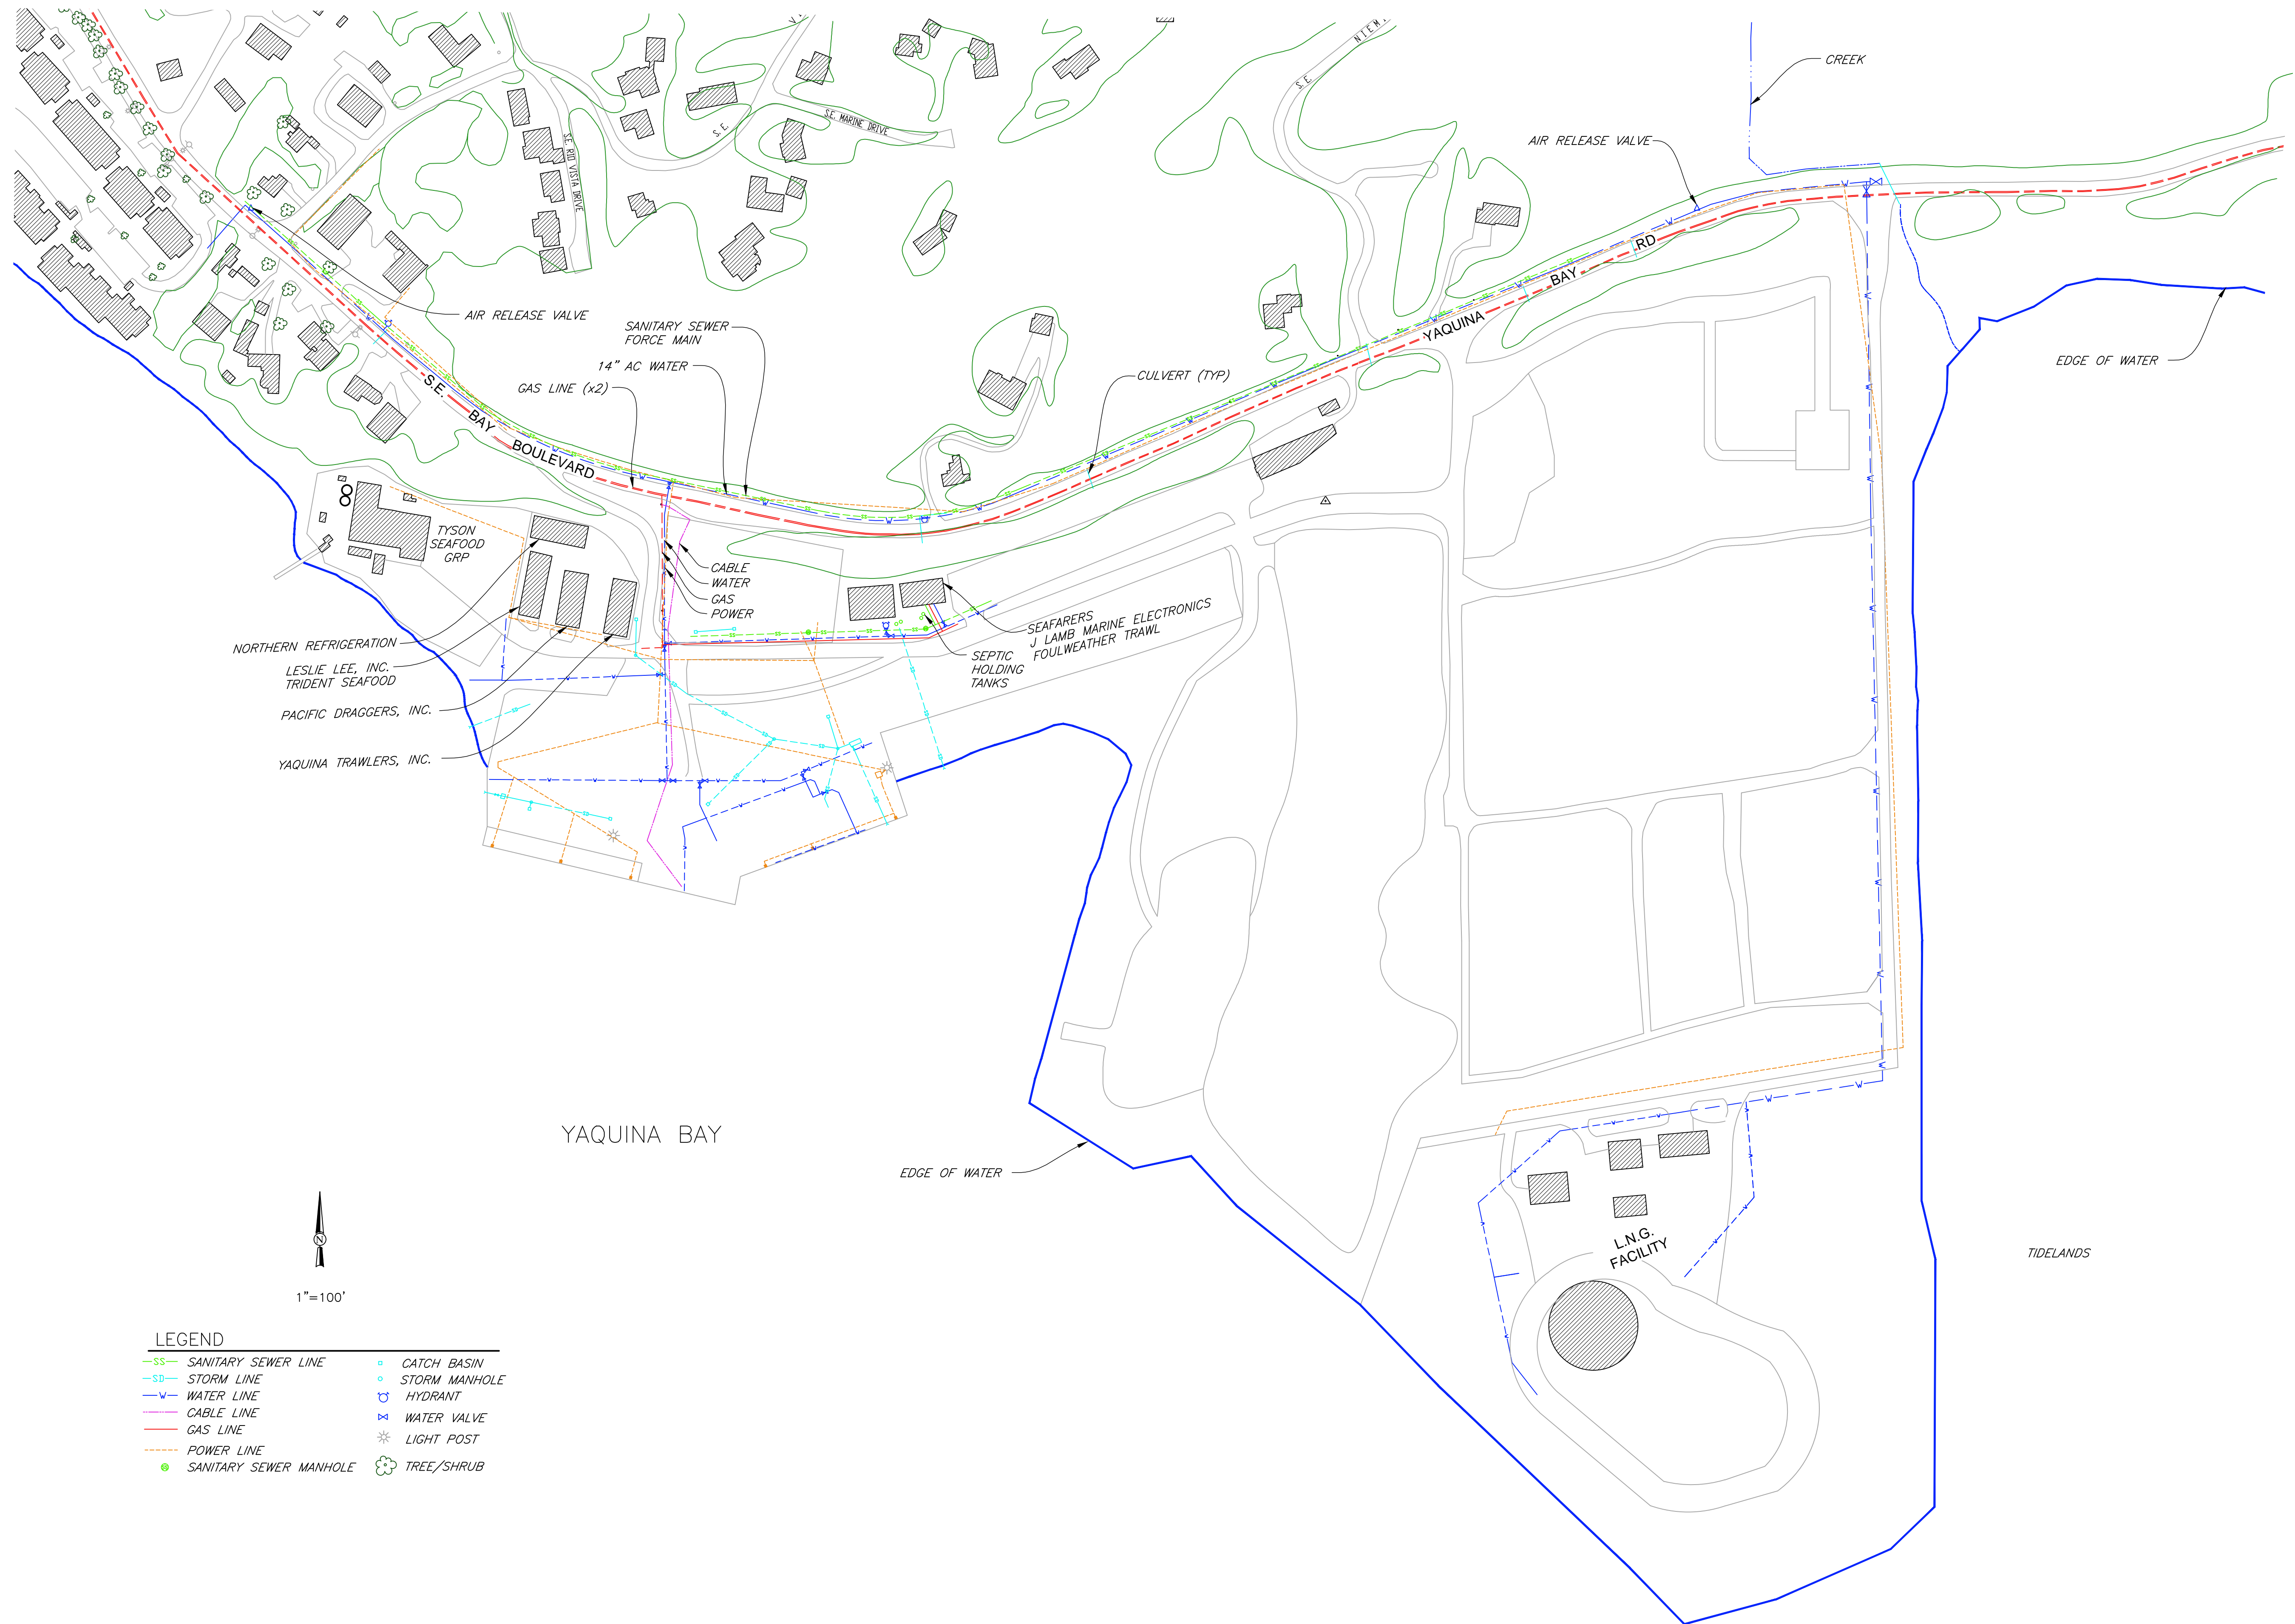 CREEK
S.E. NIEM
V
AIR RELEASE VALVE
S.E. MARINE DRIVE
S.E.
S.E. RIO VISTA DRIVE
RD
BAY
YAQUINA
AIR RELEASE VALVE
SANITARY SEWER
FORCE MAIN
14" AC WATER
GAS LINE (x2)
CULVERT (TYP)
EDGE OF WATER
S.E.
BAY
BOULEVARD
TYSON
SEAFOOD
GRP
CABLE
WATER
GAS
POWER
NORTHERN REFRIGERATION
LESLIE LEE, INC.
TRIDENT SEAFOOD
PACIFIC DRAGGERS, INC.
YAQUINA TRAWLERS, INC.
SEAFARERS
J LAMB MARINE ELECTRONICS
FOULWEATHER TRAWL
SEPTIC
HOLDING
TANKS
YAQUINA BAY
EDGE OF WATER
L.N.G.
FACILITY
TIDELANDS
N
1"=100'
LEGEND
SS SANITARY SEWER LINE
SD STORM LINE
W WATER LINE
CABLE LINE
GAS LINE
POWER LINE
SANITARY SEWER MANHOLE
CATCH BASIN
STORM MANHOLE
HYDRANT
WATER VALVE
LIGHT POST
TREE/SHRUB